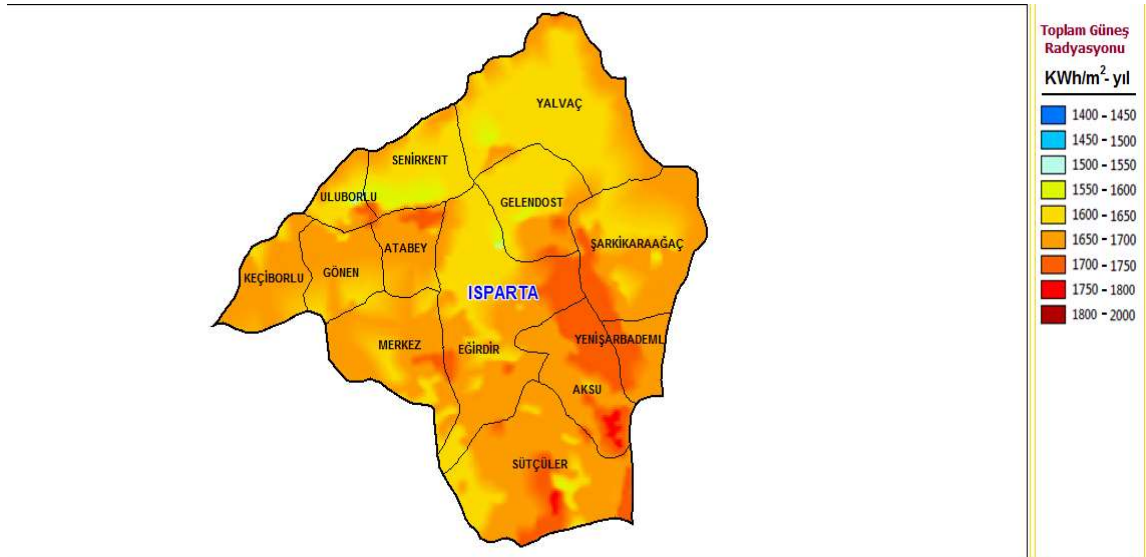 Toplam Güneş
Radyasyonu
KWh/m²- yıl
1400 - 1450
1450 - 1500
1500 - 1550
1550 - 1600
1600 - 1650
1650 - 1700
1700 - 1750
1750 - 1800
1800 - 2000
YALVAÇ
SENİRKENT
ULUBORLU
GELENDOST
ATABEY
ŞARKİKARAAĞAÇ
KEÇİBORLU
GÖNEN
ISPARTA
MERKEZ
EĞİRDİR
YENİŞARBADEMLİ
AKSU
SÜTÇÜLER